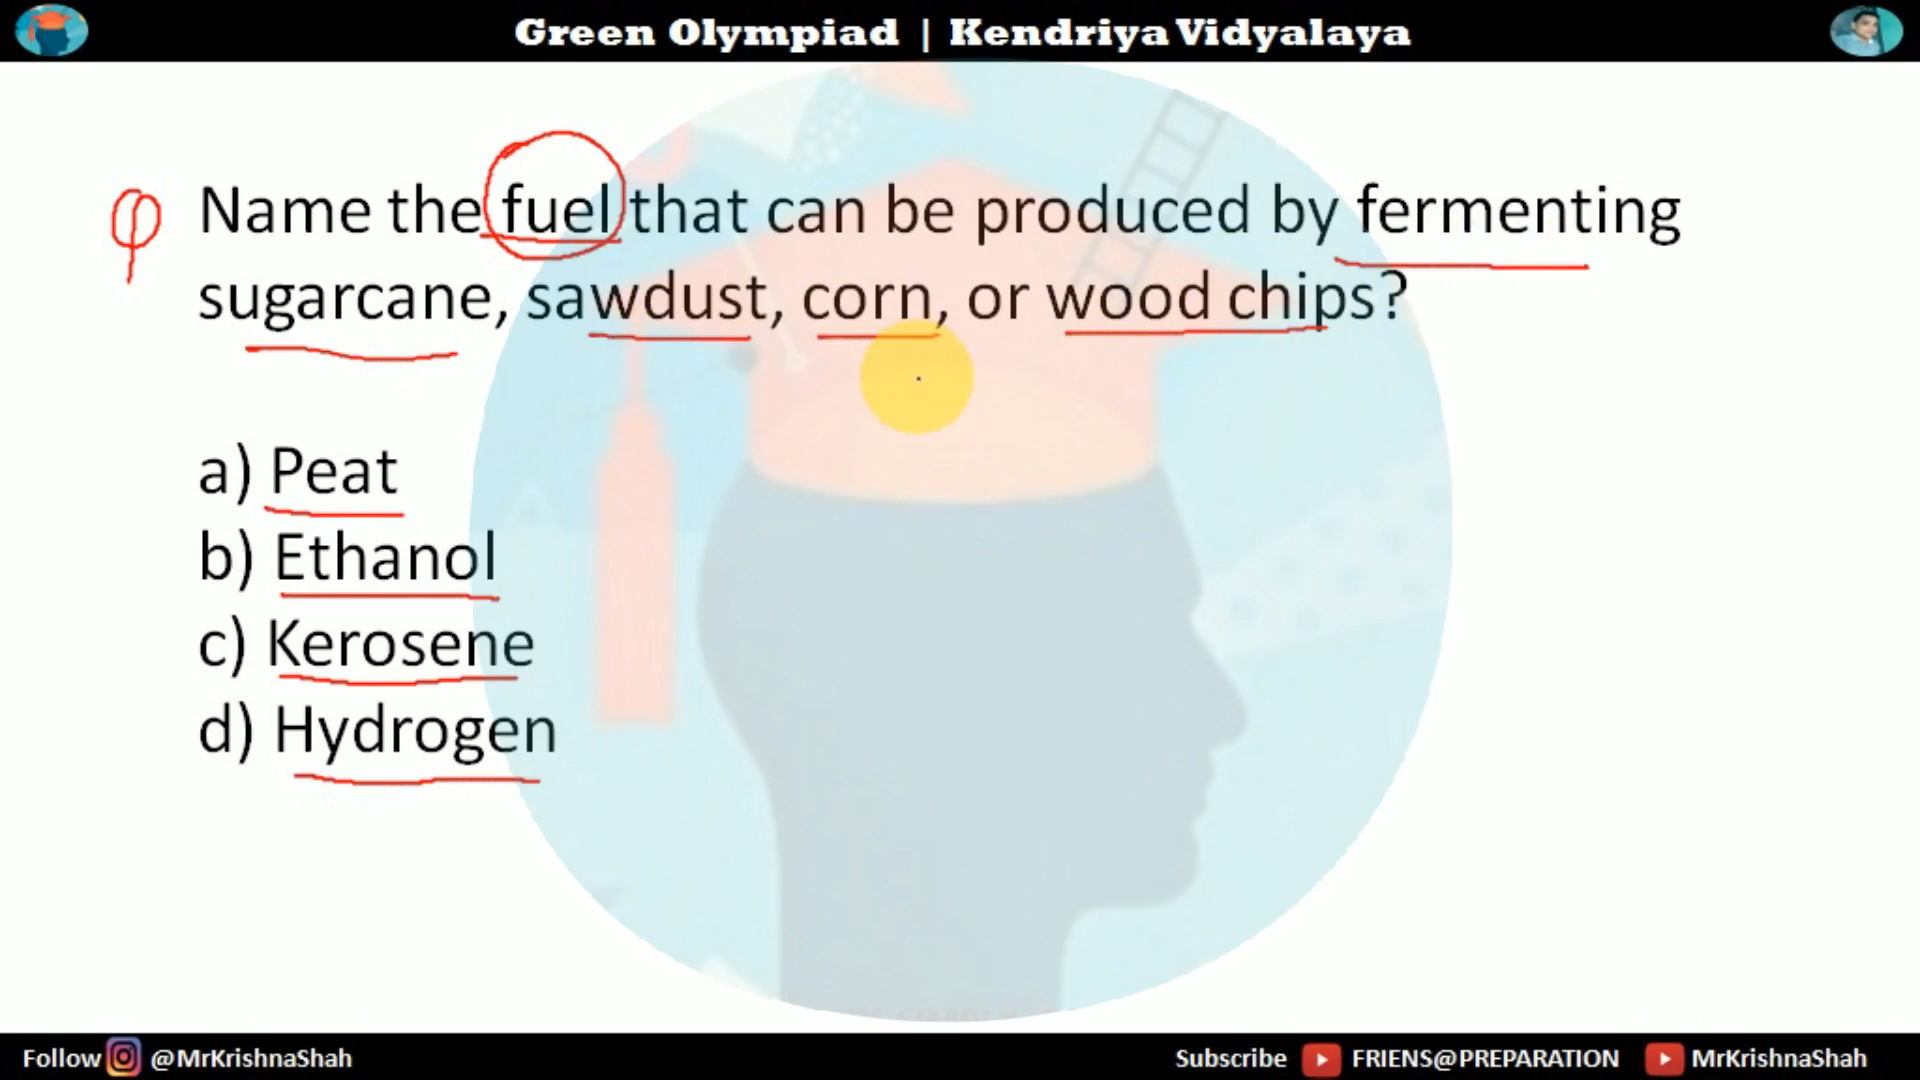 Green Olympiad | Kendriya Vidyalaya
Q Name the fuel that can be produced by fermenting
sugarcane, sawdust, corn, or wood chips?
a) Peat
b) Ethanol
c) Kerosene
d) Hydrogen
Follow @MrKrishnaShah Subscribe FRIENS@PREPARATION MrKrishnaShah